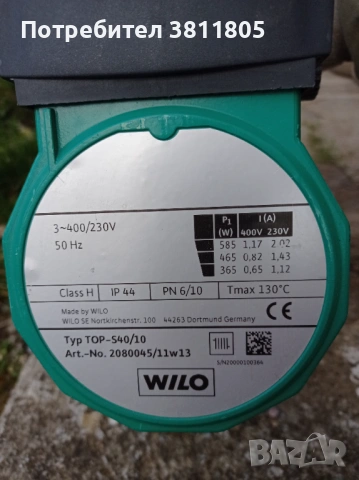 Потребител 3811805
3~400/230V
50 Hz
P1 I (A)
(W) 400V 230V
585 1,17 2,02
465 0,82 1,43
365 0,65 1,12
Class H IP 44 PN 6/10 Tmax 130°C
Made by WILO
WILO SE Nortkirchenstr. 100 44263 Dortmund Germany
Typ TOP-S40/10
Art.-No. 2080045/11w13
S/N20000100304
WILO
BAZAR